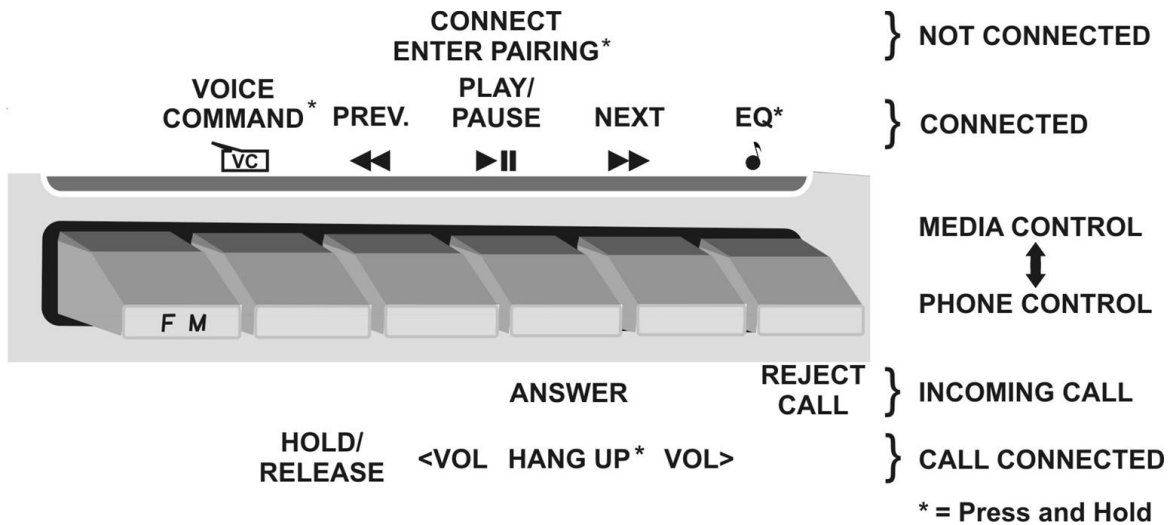 CONNECT
ENTER PAIRING*
} NOT CONNECTED
VOICE
COMMAND*
PREV.
PLAY/
PAUSE
NEXT
EQ*
} CONNECTED
VC
MEDIA CONTROL
PHONE CONTROL
F M
ANSWER
REJECT
CALL
} INCOMING CALL
HOLD/
RELEASE
<VOL
HANG UP*
VOL>
} CALL CONNECTED
* = Press and Hold